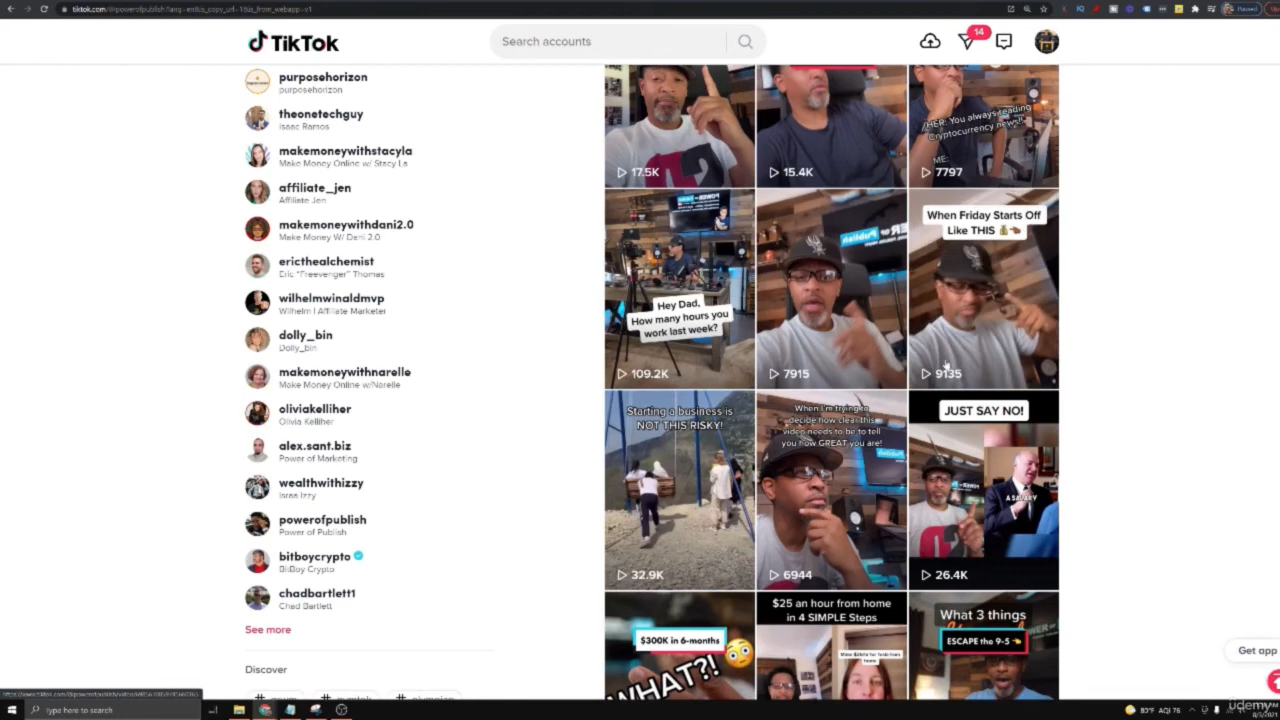 tiktok.com/@powerofpublish?lang=en&is_copy_url=1&is_from_webapp=v1
Paused
TikTok
Search accounts
14
purposehorizon
purposehorizon
theonetechguy
Isaac Ramos
makemoneywithstacyla
Make Money Online w/ Stacy La
affiliate_jen
Affiliate Jen
makemoneywithdani2.0
Make Money W/ Dani 2.0
ericthealchemist
Eric "Freevenger" Thomas
wilhelmwinaldmvp
Wilhelm | Affiliate Marketer
dolly_bin
Dolly_bin
makemoneywithnarelle
Make Money Online w/Narelle
oliviakelliher
Olivia Kelliher
alex.sant.biz
Power of Marketing
wealthwithizzy
Israa Izzy
powerofpublish
Power of Publish
bitboycrypto
BitBoy Crypto
chadbartlett1
Chad Bartlett
See more
Discover
17.5K
15.4K
HER: You always reading
Cryptocurrency news!!
ME:
7797
Hey Dad,
How many hours you
work last week?
109.2K
7915
When Friday Starts Off
Like THIS
9135
Starting a business is
NOT THIS RISKY!
32.9K
When I'm trying to
decide how clear this
video needs to be to tell
you how GREAT you are!
6944
JUST SAY NO!
A SALARY
26.4K
$300K in 6-months
WHAT?!
$25 an hour from home
in 4 SIMPLE Steps
What 3 things
ESCAPE the 9-5
Get app
Type here to search
83°F AQI 76
udemy